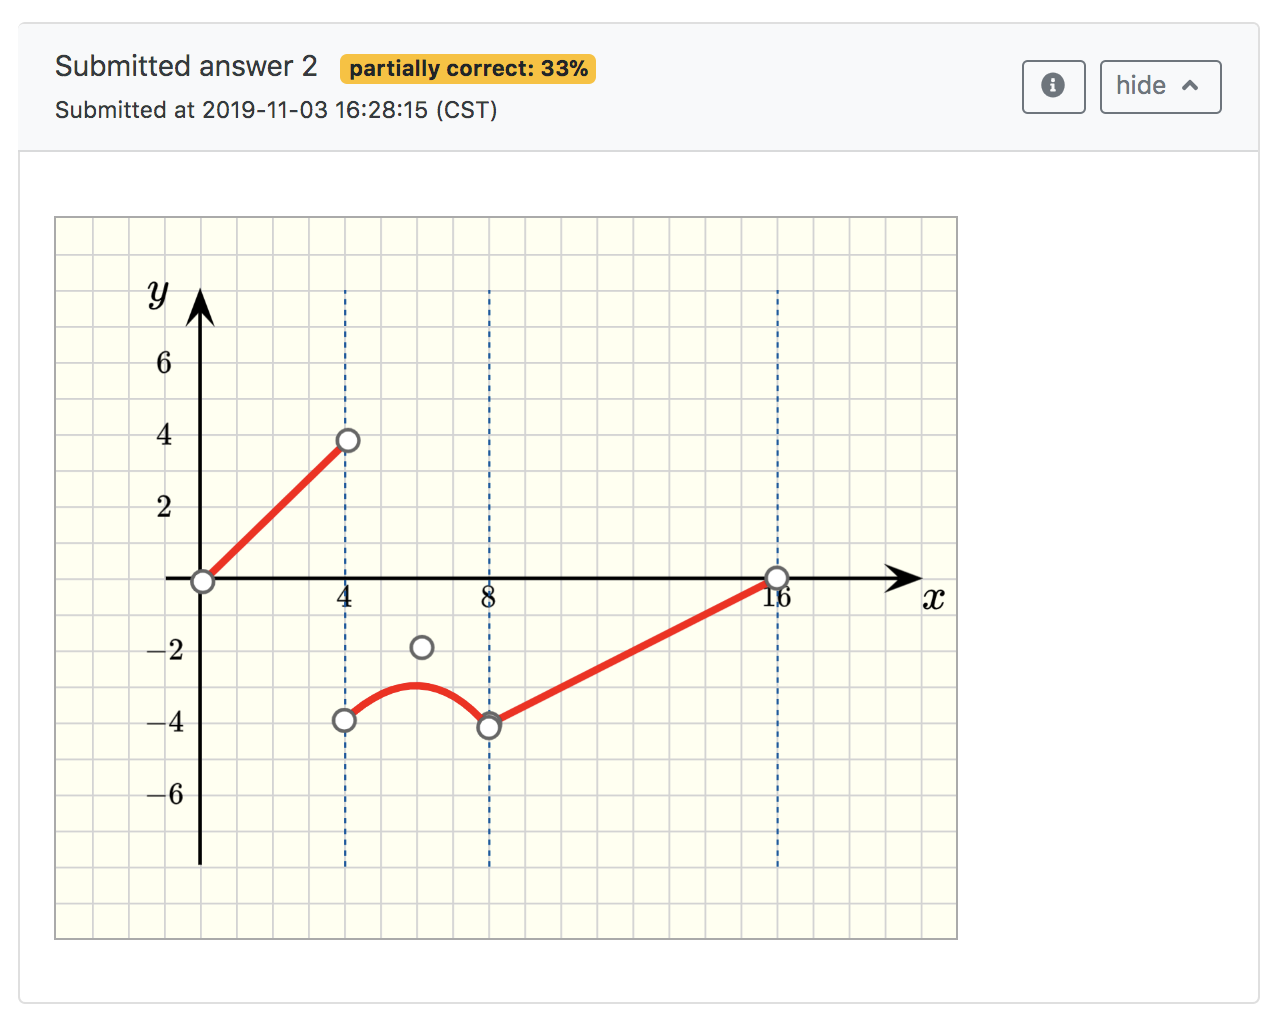 Submitted answer 2 partially correct: 33%
Submitted at 2019-11-03 16:28:15 (CST)
hide
y
6
4
2
4 8 16
x
−2
−4
−6